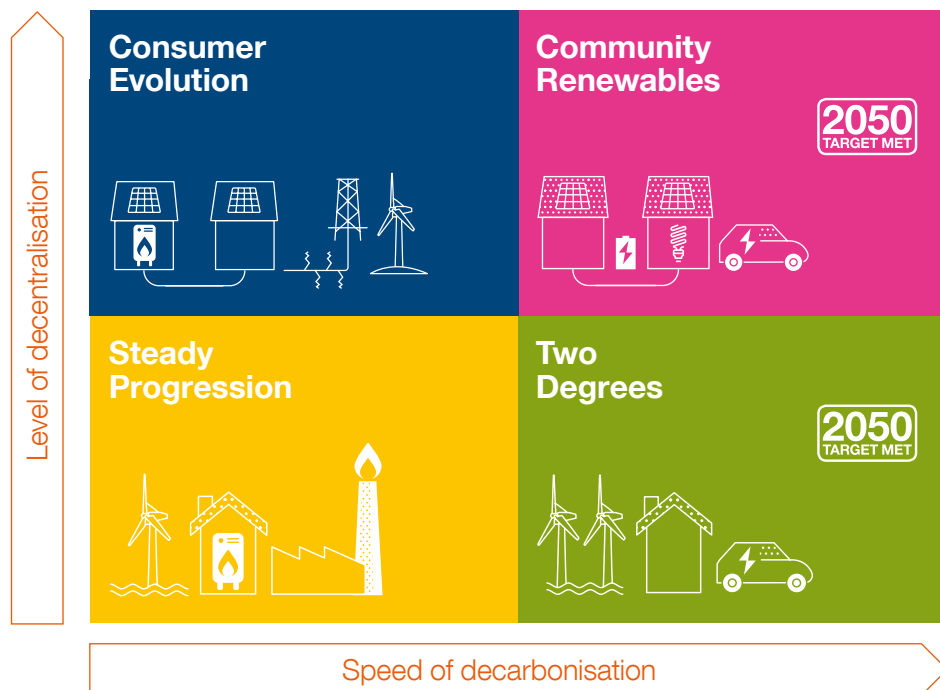 Level of decentralisation
Consumer
Evolution
Community
Renewables
2050
TARGET MET
Steady
Progression
Two
Degrees
2050
TARGET MET
Speed of decarbonisation